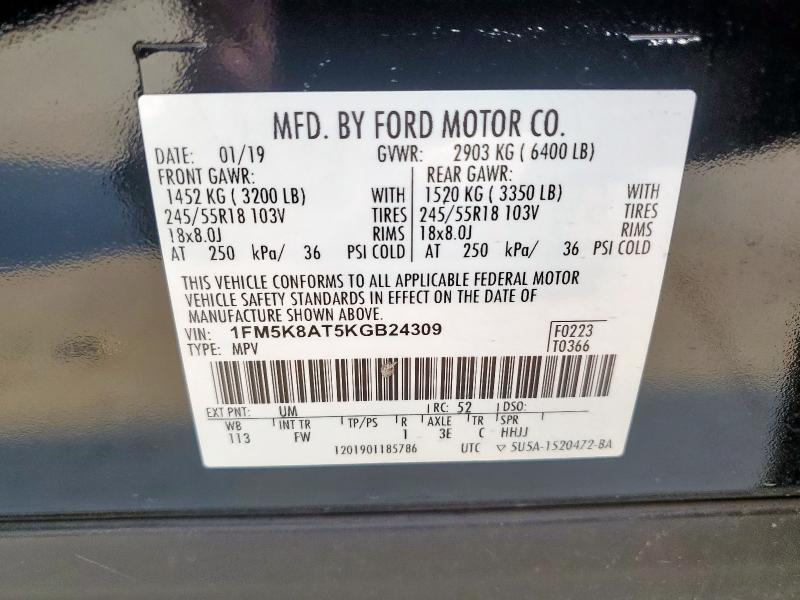 MFD. BY FORD MOTOR CO.
DATE: 01/19 GVWR: 2903 KG ( 6400 LB)
FRONT GAWR: REAR GAWR:
1452 KG ( 3200 LB) WITH 1520 KG ( 3350 LB) WITH
245/55R18 103V TIRES 245/55R18 103V TIRES
18x8.0J RIMS 18x8.0J RIMS
AT 250 kPa/ 36 PSI COLD AT 250 kPa/ 36 PSI COLD
THIS VEHICLE CONFORMS TO ALL APPLICABLE FEDERAL MOTOR
VEHICLE SAFETY STANDARDS IN EFFECT ON THE DATE OF
MANUFACTURE SHOWN ABOVE.
VIN: 1FM5K8AT5KGB24309 F0223
TYPE: MPV T0366
EXT PNT: UM RC: 52 DSO:
WB INT TR TP/PS R AXLE TR SPR
113 FW 1 3E C HHJJ
1201901185786 UTC ▽ 5U5A-1520472-BA